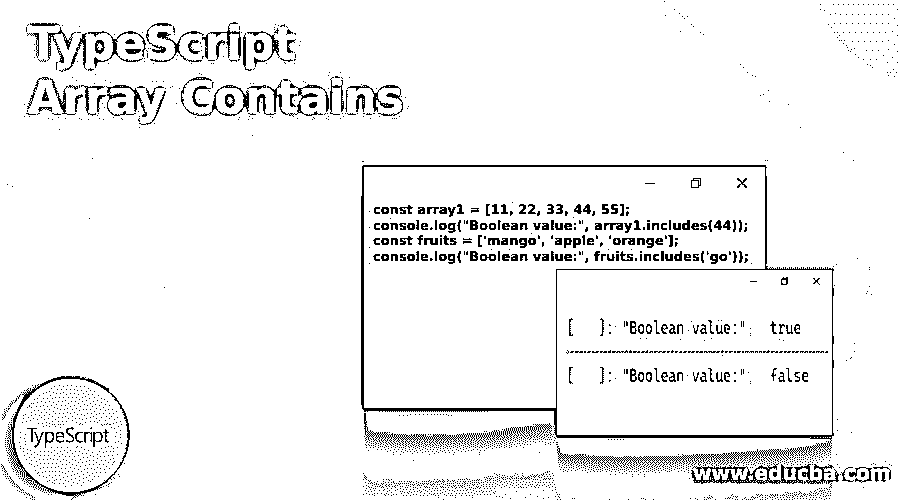 TypeScript
Array Contains
const array1 = [11, 22, 33, 44, 55];
console.log("Boolean value:", array1.includes(44));
const fruits = ['mango', 'apple', 'orange'];
console.log("Boolean value:", fruits.includes('go'));
[ ]: "Boolean value:", true
[ ]: "Boolean value:", false
TypeScript
www.educba.com